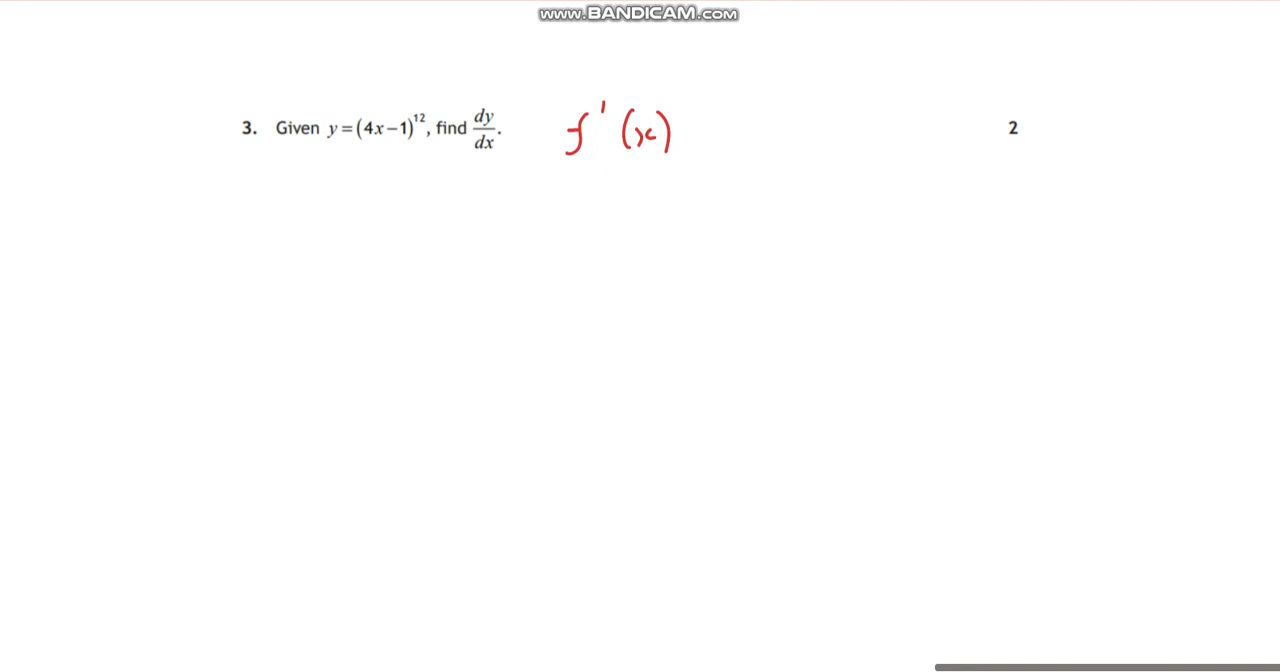 www.BANDICAM.com
3. Given y=(4x−1)¹², find dy/dx. f'(x) 2